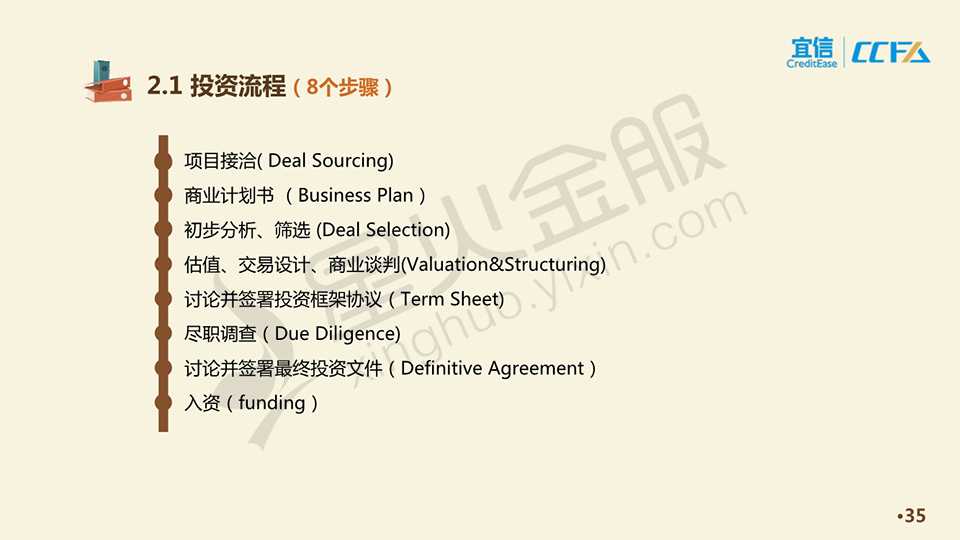 宜信
CreditEase
CCFA
2.1 投资流程（8个步骤）
项目接洽( Deal Sourcing)
商业计划书 （ Business Plan ）
初步分析、筛选 (Deal Selection)
估值、交易设计、商业谈判(Valuation&Structuring)
讨论并签署投资框架协议（ Term Sheet)
尽职调查（ Due Diligence)
讨论并签署最终投资文件（ Definitive Agreement ）
入资（ funding ）
星火金服
xinghuo.yixin.com
•35